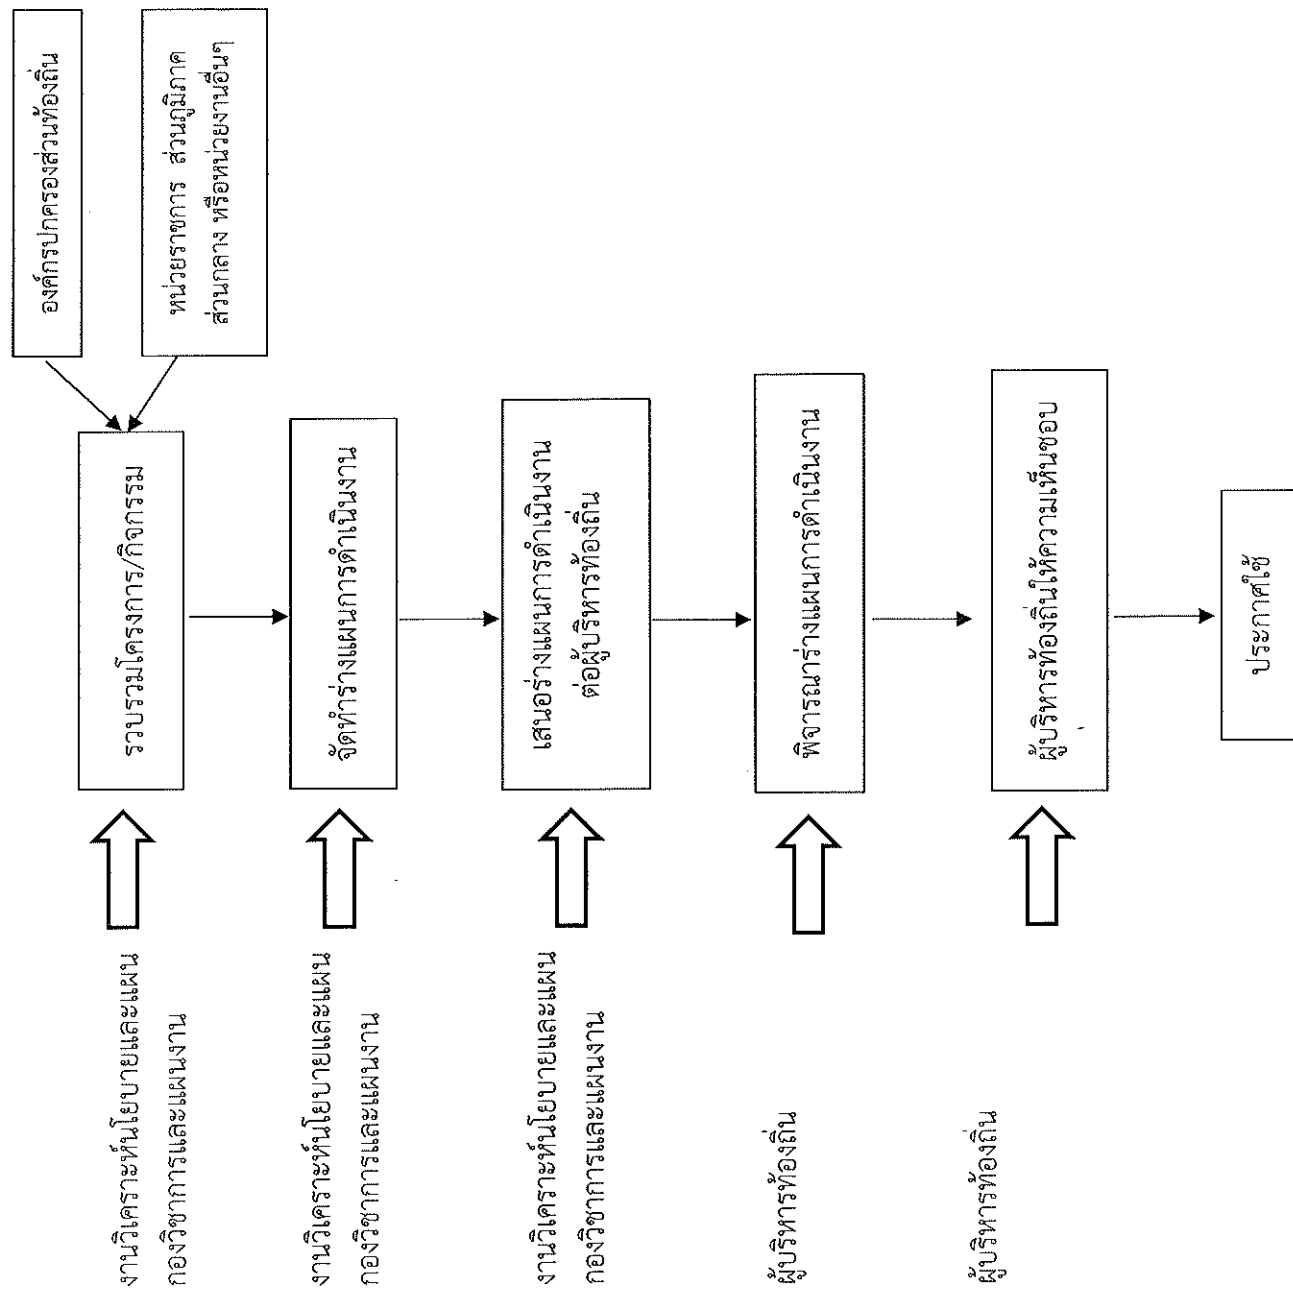 องค์กรปกครองส่วนท้องถิ่น
หน่วยราชการ ส่วนภูมิภาค
ส่วนกลาง หรือหน่วยงานอื่นๆ
งานวิเคราะห์นโยบายและแผน
กองวิชาการและแผนงาน
รวบรวมโครงการ/กิจกรรม
งานวิเคราะห์นโยบายและแผน
กองวิชาการและแผนงาน
จัดทำร่างแผนการดำเนินงาน
งานวิเคราะห์นโยบายและแผน
กองวิชาการและแผนงาน
เสนอร่างแผนการดำเนินงาน
ต่อผู้บริหารท้องถิ่น
ผู้บริหารท้องถิ่น
พิจารณาร่างแผนการดำเนินงาน
ผู้บริหารท้องถิ่น
ผู้บริหารท้องถิ่นให้ความเห็นชอบ
ประกาศใช้